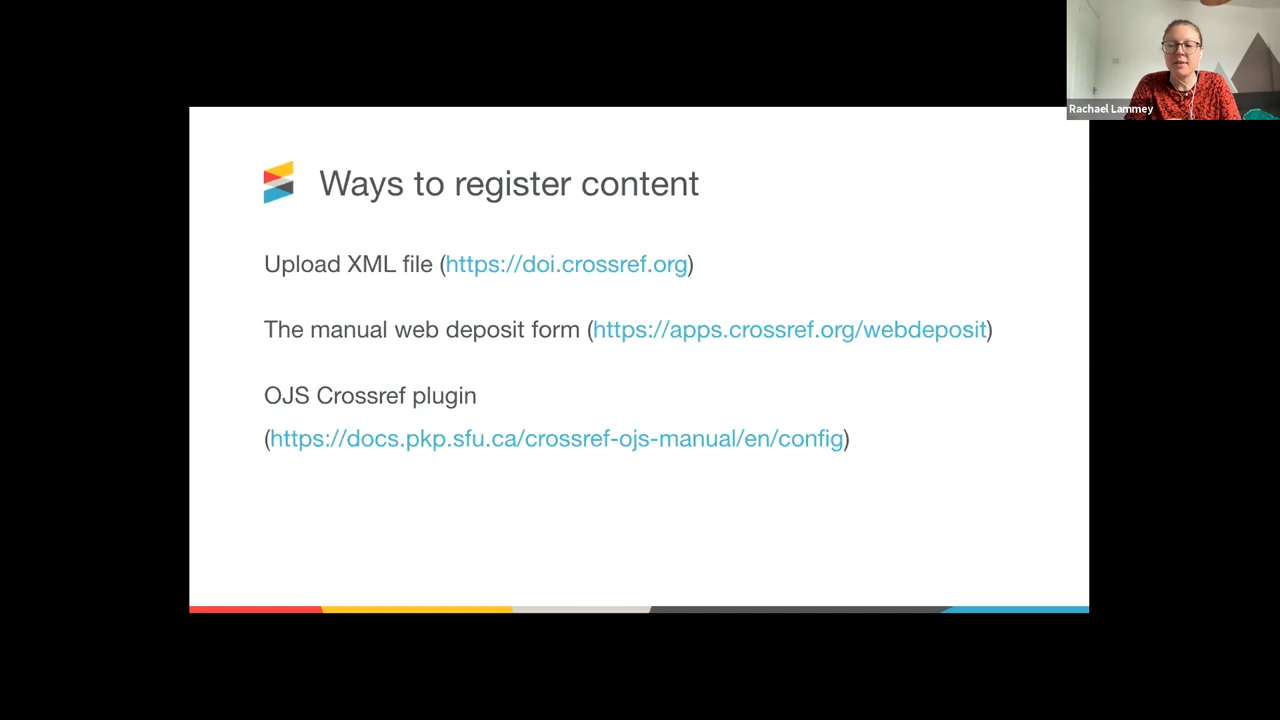 Rachael Lammey
Ways to register content
Upload XML file (https://doi.crossref.org)
The manual web deposit form (https://apps.crossref.org/webdeposit)
OJS Crossref plugin
(https://docs.pkp.sfu.ca/crossref-ojs-manual/en/config)